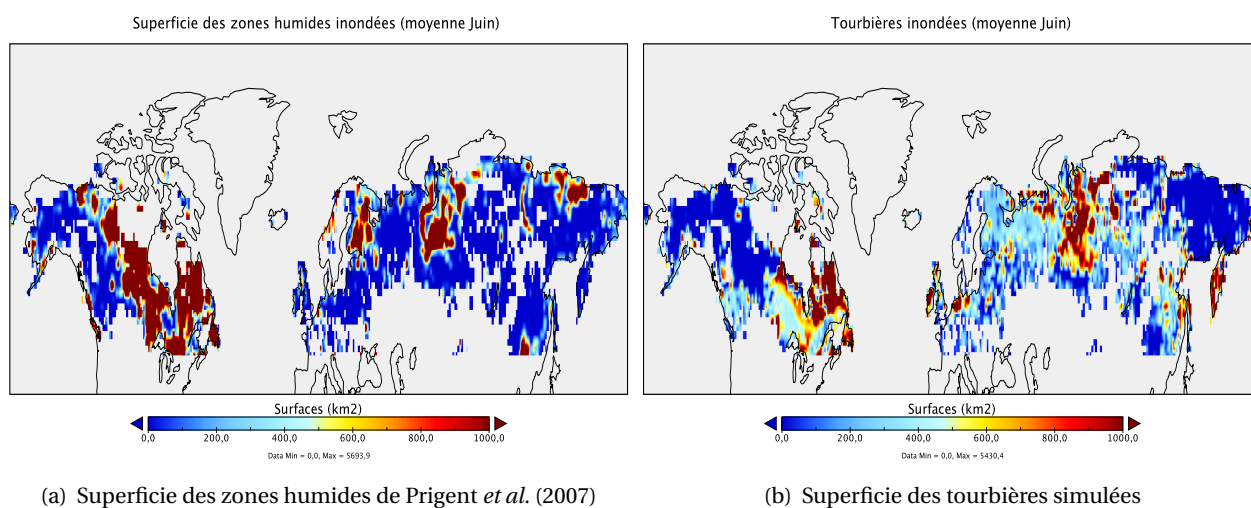 Superficie des zones humides inondées (moyenne Juin)
Surfaces (km2)
0,0 200,0 400,0 600,0 800,0 1000,0
Data Min = 0,0, Max = 5693,9
(a) Superficie des zones humides de Prigent et al. (2007)
Tourbières inondées (moyenne Juin)
Surfaces (km2)
0,0 200,0 400,0 600,0 800,0 1000,0
Data Min = 0,0, Max = 5430,4
(b) Superficie des tourbières simulées